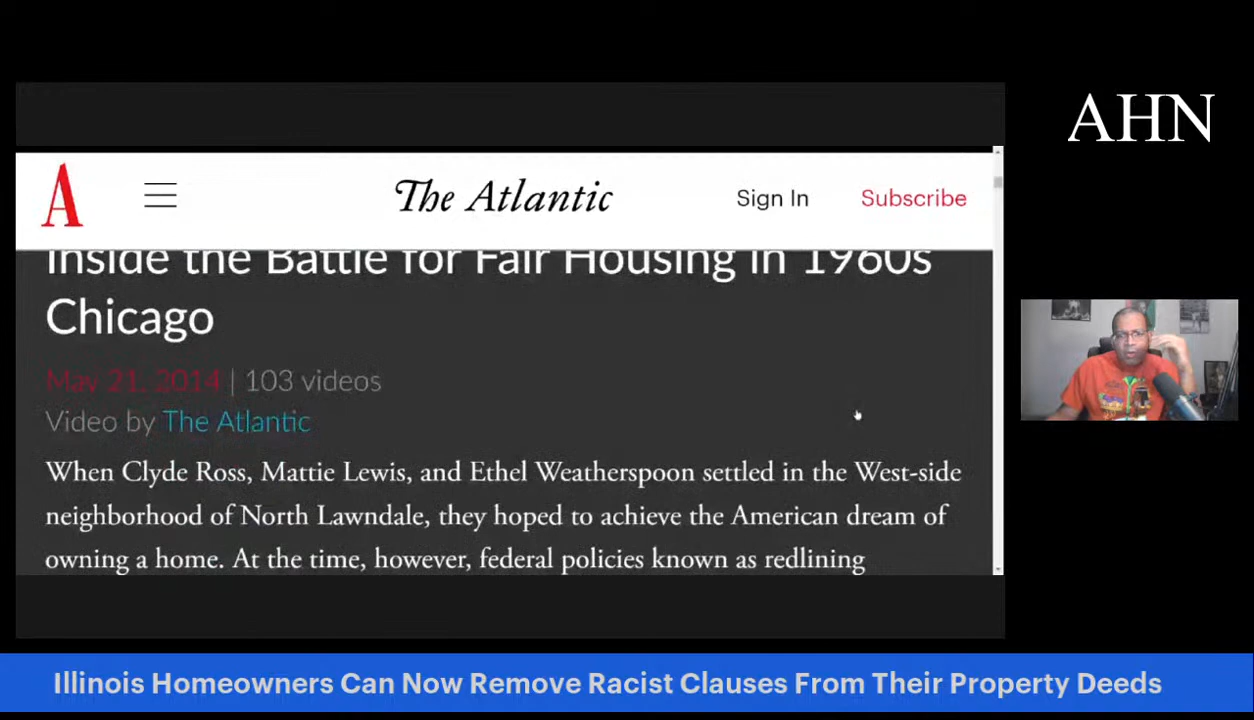 AHN
A
The Atlantic
Sign In
Subscribe
Inside the Battle for Fair Housing in 1960s
Chicago
May 21, 2014 | 103 videos
Video by The Atlantic
When Clyde Ross, Mattie Lewis, and Ethel Weatherspoon settled in the West-side
neighborhood of North Lawndale, they hoped to achieve the American dream of
owning a home. At the time, however, federal policies known as redlining
Illinois Homeowners Can Now Remove Racist Clauses From Their Property Deeds